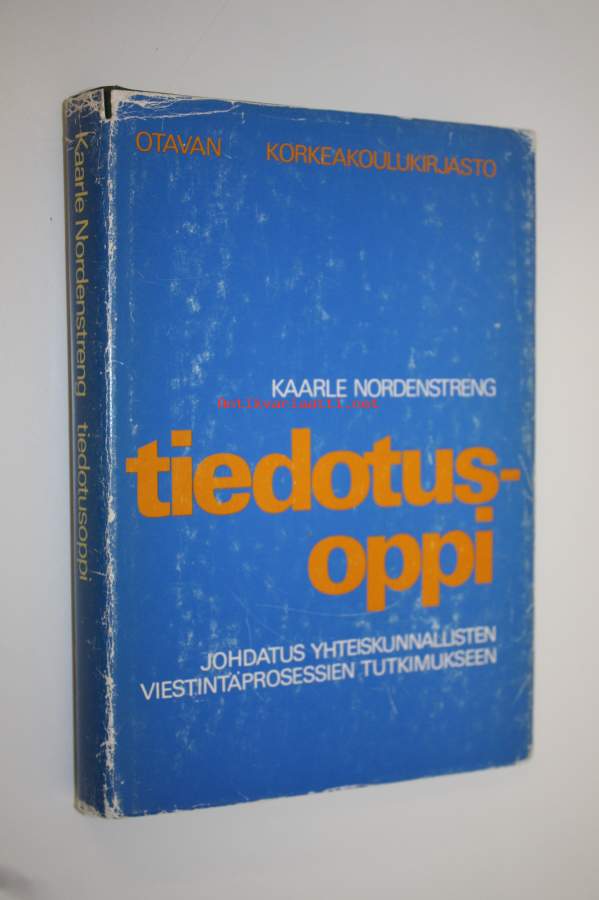 OTAVAN KORKEAKOULUKIRJASTO
KAARLE NORDENSTRENG
Antikvariaatti.net
tiedotus-
oppi
JOHDATUS YHTEISKUNNALLISTEN
VIESTINTÄPROSESSIEN TUTKIMUKSEEN
Kaarle Nordenstreng tiedotusoppi